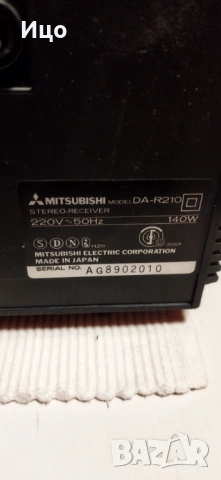 Ицо
MITSUBISHI MODEL DA-R210
STEREO RECEIVER
220V~50Hz 140W
S D N
MITSUBISHI ELECTRIC CORPORATION
MADE IN JAPAN
SERIAL NO. AG8902010
BAZAR